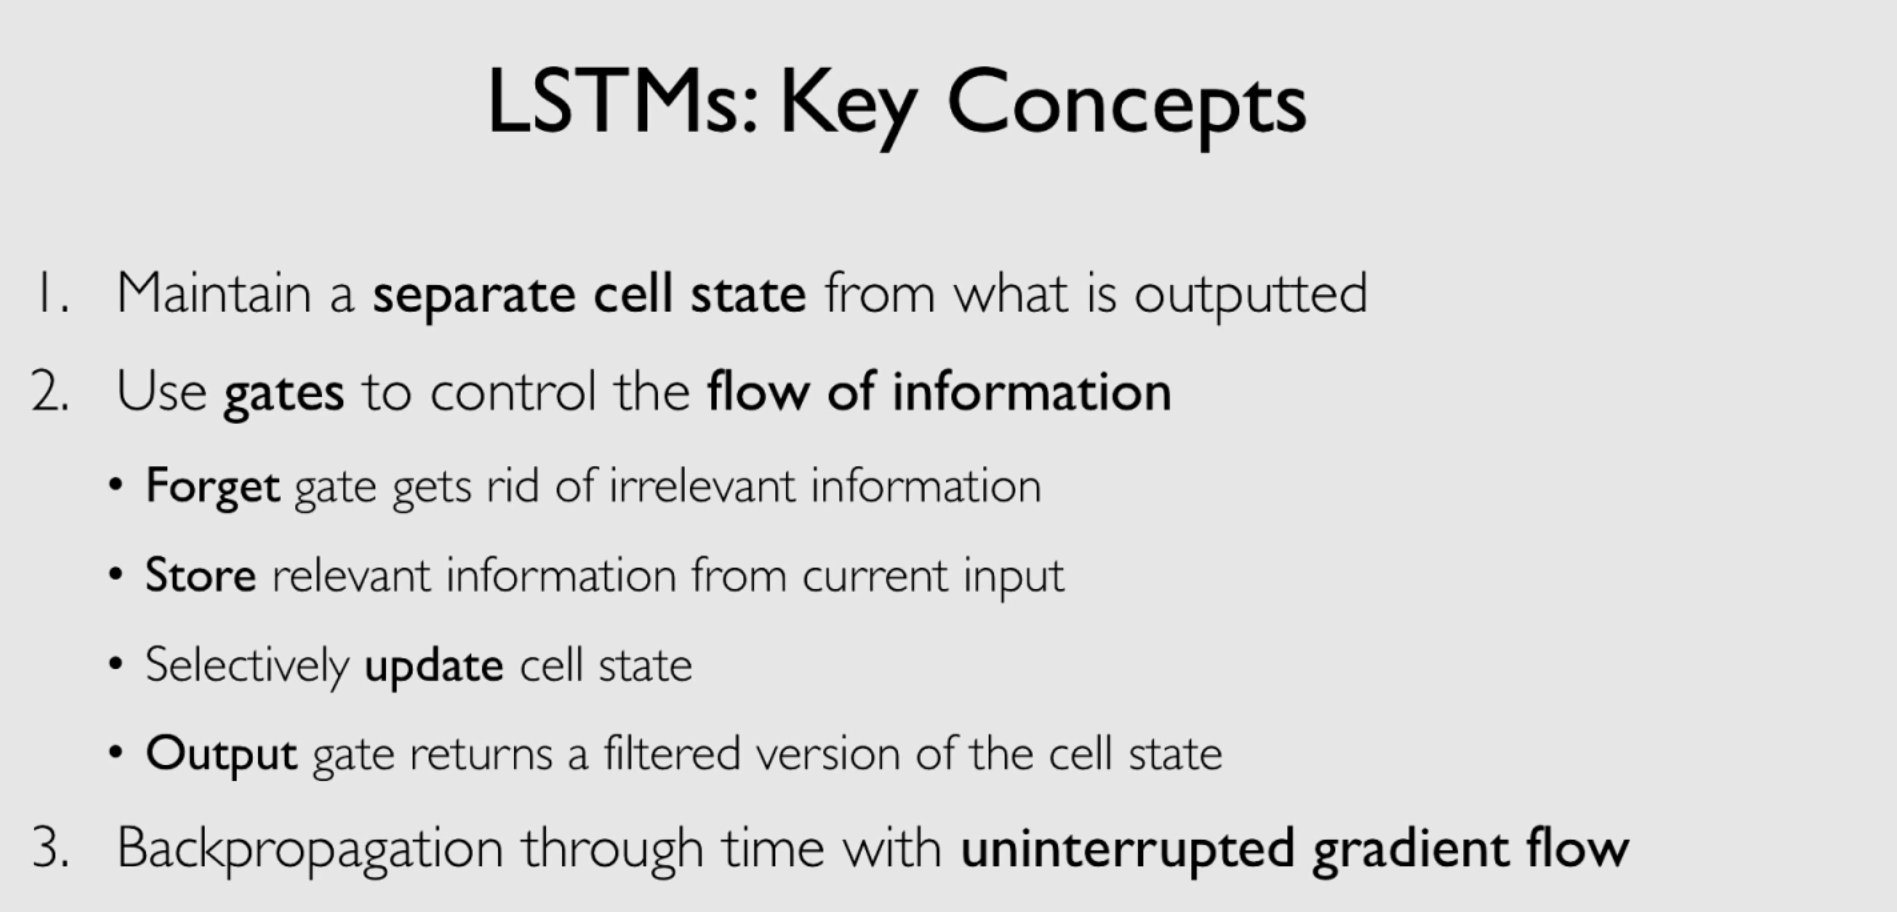 LSTMs: Key Concepts
1. Maintain a separate cell state from what is outputted
2. Use gates to control the flow of information
• Forget gate gets rid of irrelevant information
• Store relevant information from current input
• Selectively update cell state
• Output gate returns a filtered version of the cell state
3. Backpropagation through time with uninterrupted gradient flow